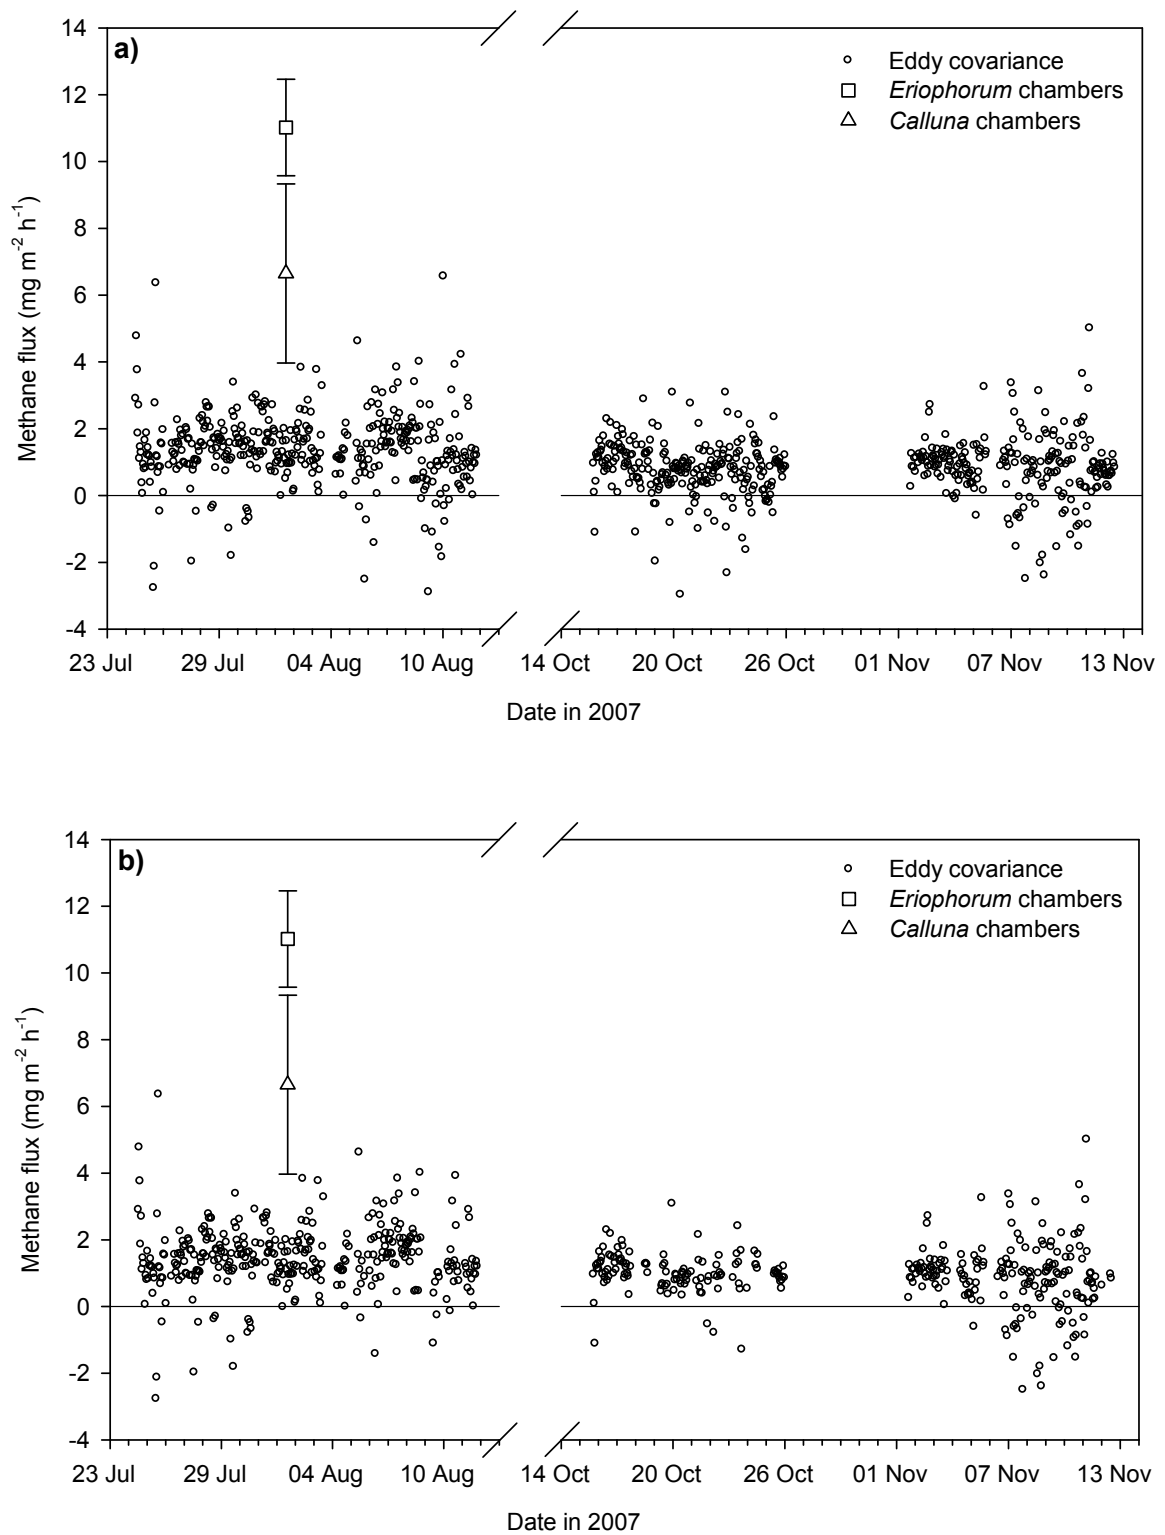 a)
14
12
10
8
6
4
2
0
-2
-4
Methane flux (mg m⁻² h⁻¹)
Eddy covariance
Eriophorum chambers
Calluna chambers
23 Jul 29 Jul 04 Aug 10 Aug 14 Oct 20 Oct 26 Oct 01 Nov 07 Nov 13 Nov
Date in 2007
b)
14
12
10
8
6
4
2
0
-2
-4
Methane flux (mg m⁻² h⁻¹)
Eddy covariance
Eriophorum chambers
Calluna chambers
23 Jul 29 Jul 04 Aug 10 Aug 14 Oct 20 Oct 26 Oct 01 Nov 07 Nov 13 Nov
Date in 2007